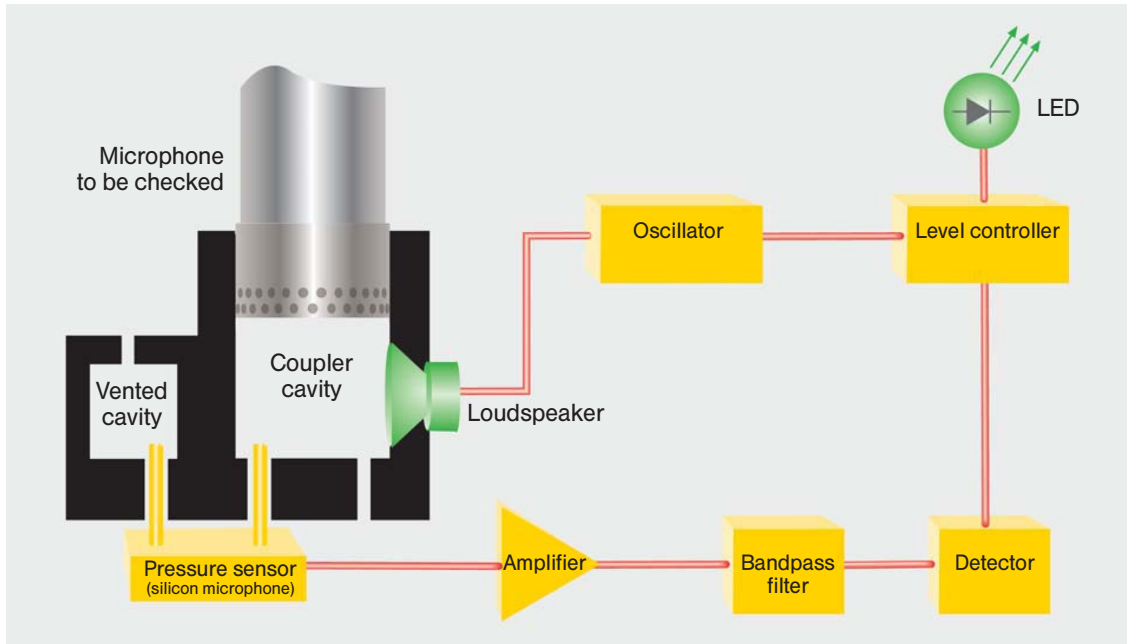 LED
Microphone
to be checked
Oscillator
Level controller
Vented
cavity
Coupler
cavity
Loudspeaker
Pressure sensor
(silicon microphone)
Amplifier
Bandpass
filter
Detector